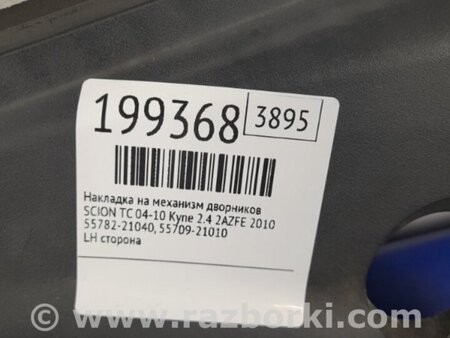 199368 3895
Накладка на механизм дворников
SCION TC 04-10 Купе 2.4 2AZFE 2010
55782-21040, 55709-21010
LH сторона
© www.razborki.com